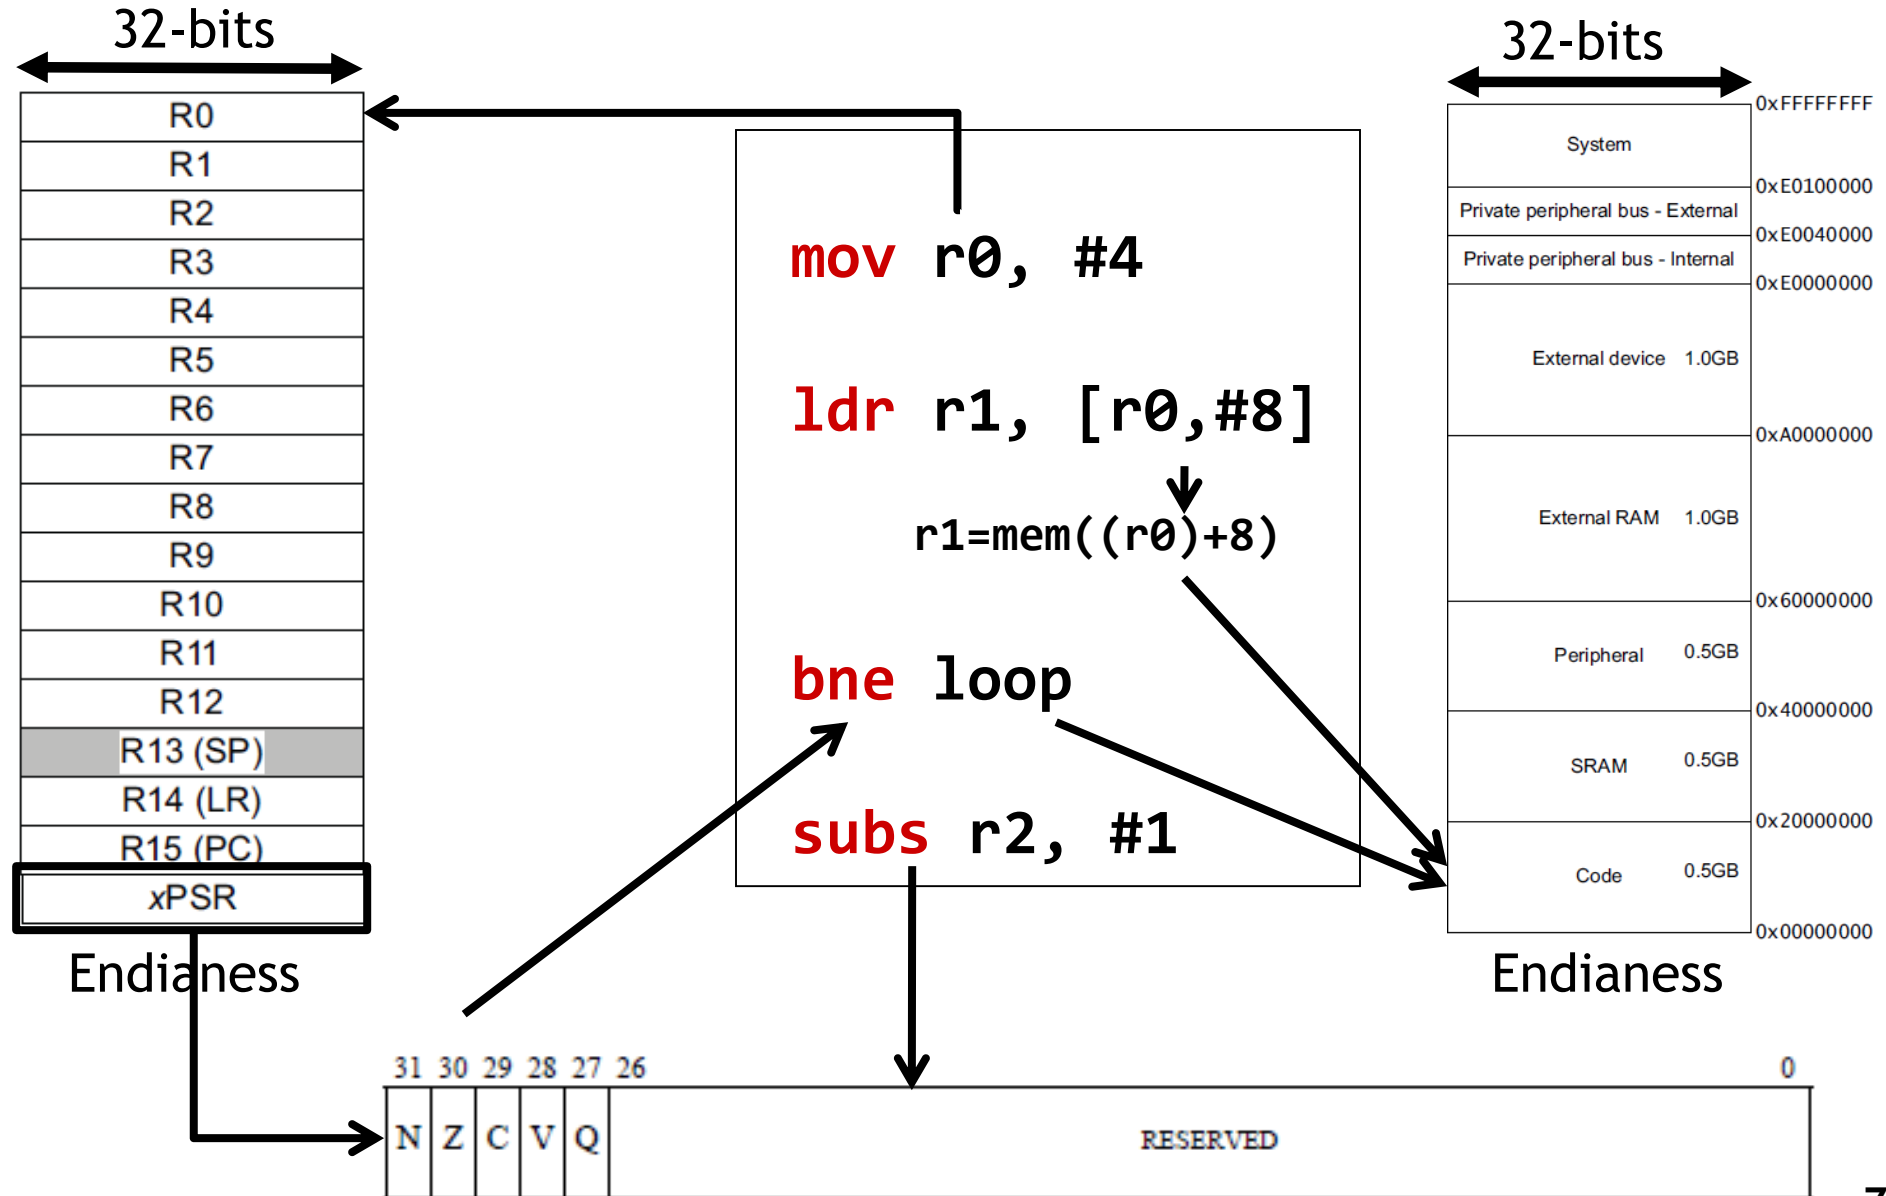 32-bits
R0
R1
R2
R3
R4
R5
R6
R7
R8
R9
R10
R11
R12
R13 (SP)
R14 (LR)
R15 (PC)
xPSR
Endianess
mov r0, #4
ldr r1, [r0,#8]
r1=mem((r0)+8)
bne loop
subs r2, #1
32-bits
0xFFFFFFFF
System
0xE0100000
Private peripheral bus - External
0xE0040000
Private peripheral bus - Internal
0xE0000000
External device 1.0GB
0xA0000000
External RAM 1.0GB
0x60000000
Peripheral 0.5GB
0x40000000
SRAM 0.5GB
0x20000000
Code 0.5GB
0x00000000
Endianess
31 30 29 28 27 26 0
N Z C V Q RESERVED